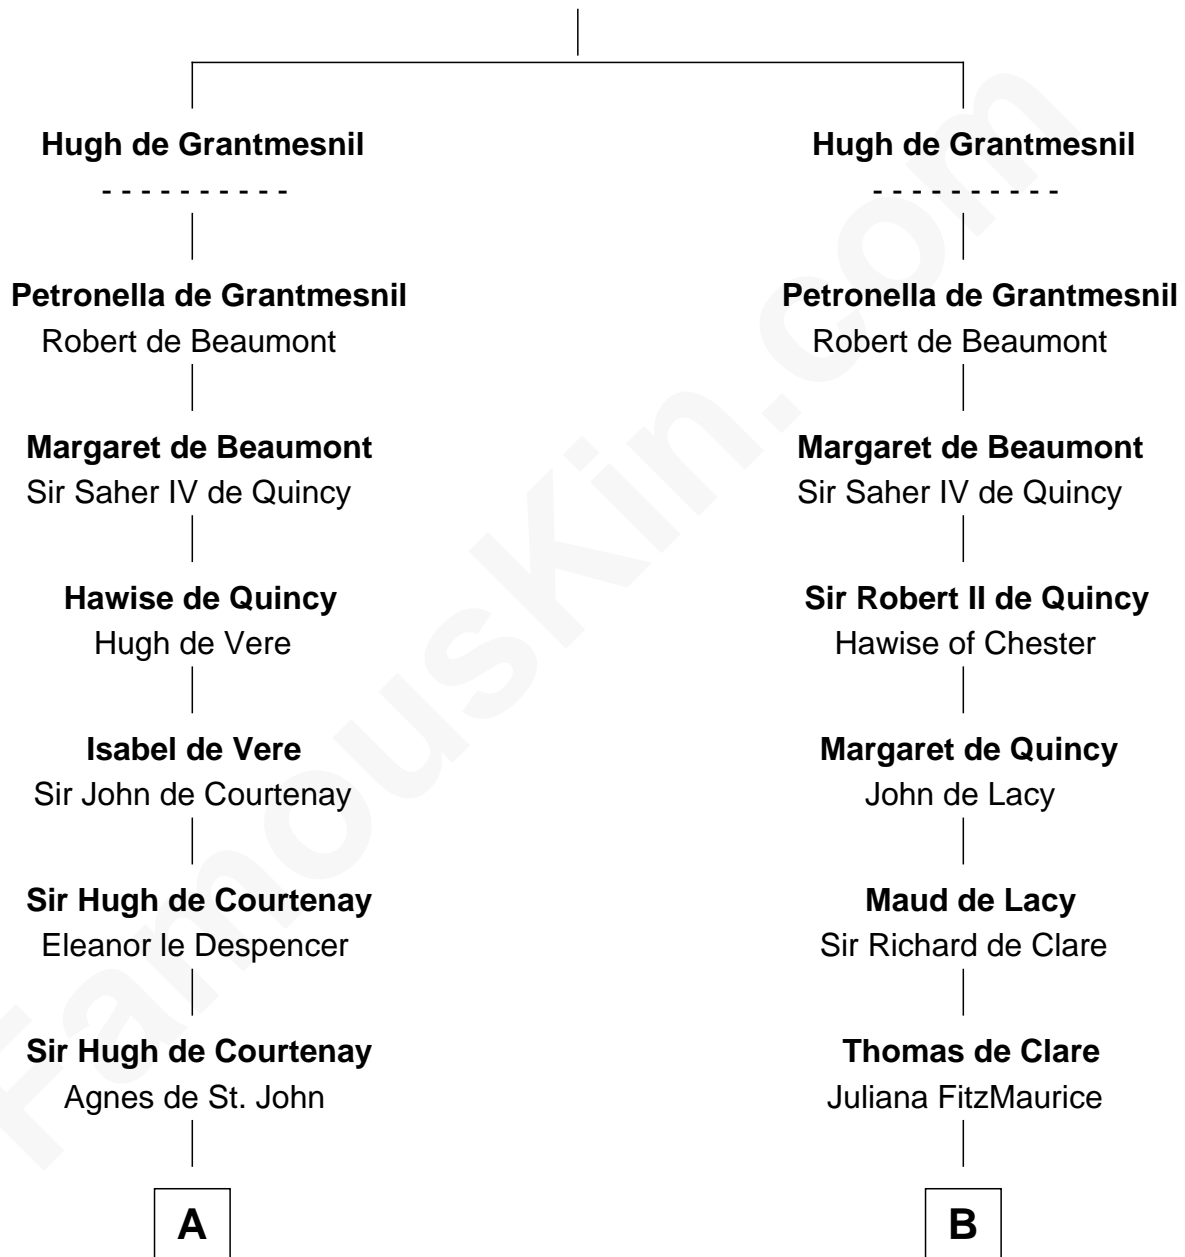 Hugh de Grantmesnil
- - - - - - - - - -
Petronella de Grantmesnil
Robert de Beaumont
Margaret de Beaumont
Sir Saher IV de Quincy
Hawise de Quincy
Hugh de Vere
Isabel de Vere
Sir John de Courtenay
Sir Hugh de Courtenay
Eleanor le Despencer
Sir Hugh de Courtenay
Agnes de St. John
A
Hugh de Grantmesnil
- - - - - - - - - -
Petronella de Grantmesnil
Robert de Beaumont
Margaret de Beaumont
Sir Saher IV de Quincy
Sir Robert II de Quincy
Hawise of Chester
Margaret de Quincy
John de Lacy
Maud de Lacy
Sir Richard de Clare
Thomas de Clare
Juliana FitzMaurice
B
FamousKin.com